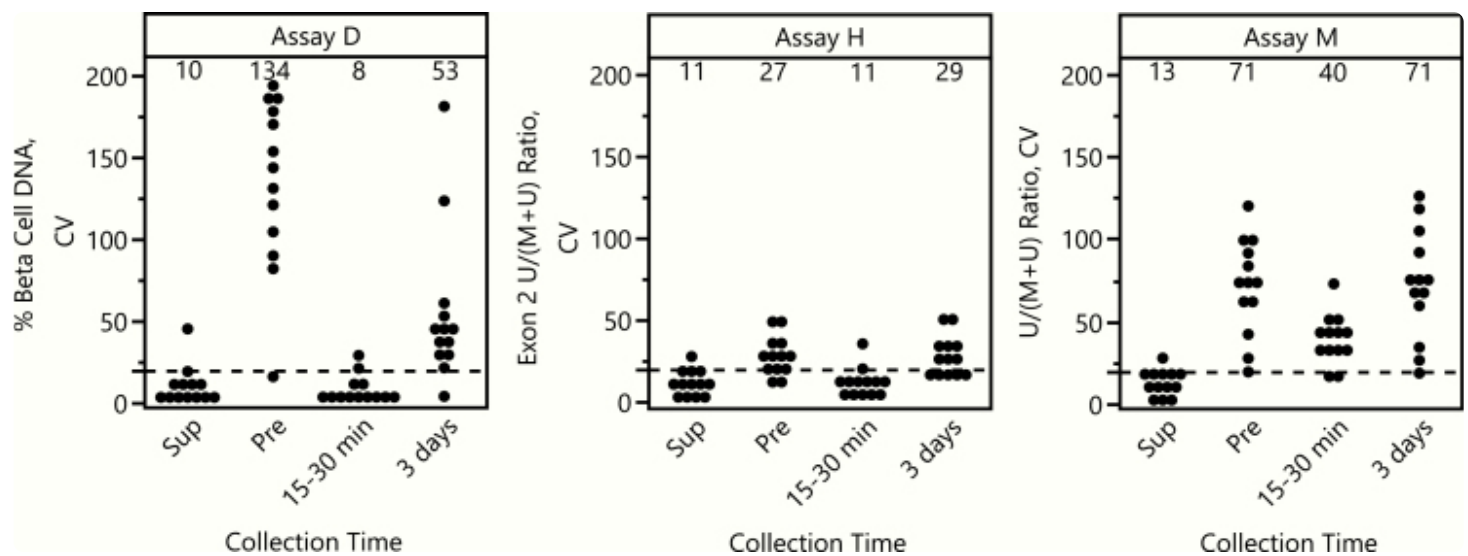 Assay D
10 134 8 53
200
150
100
50
0
% Beta Cell DNA,
CV
Sup
Pre
15-30 min
3 days
Collection Time
Assay H
11 27 11 29
200
150
100
50
0
Exon 2 U/(M+U) Ratio,
CV
Sup
Pre
15-30 min
3 days
Collection Time
Assay M
13 71 40 71
200
150
100
50
0
U/(M+U) Ratio, CV
Sup
Pre
15-30 min
3 days
Collection Time